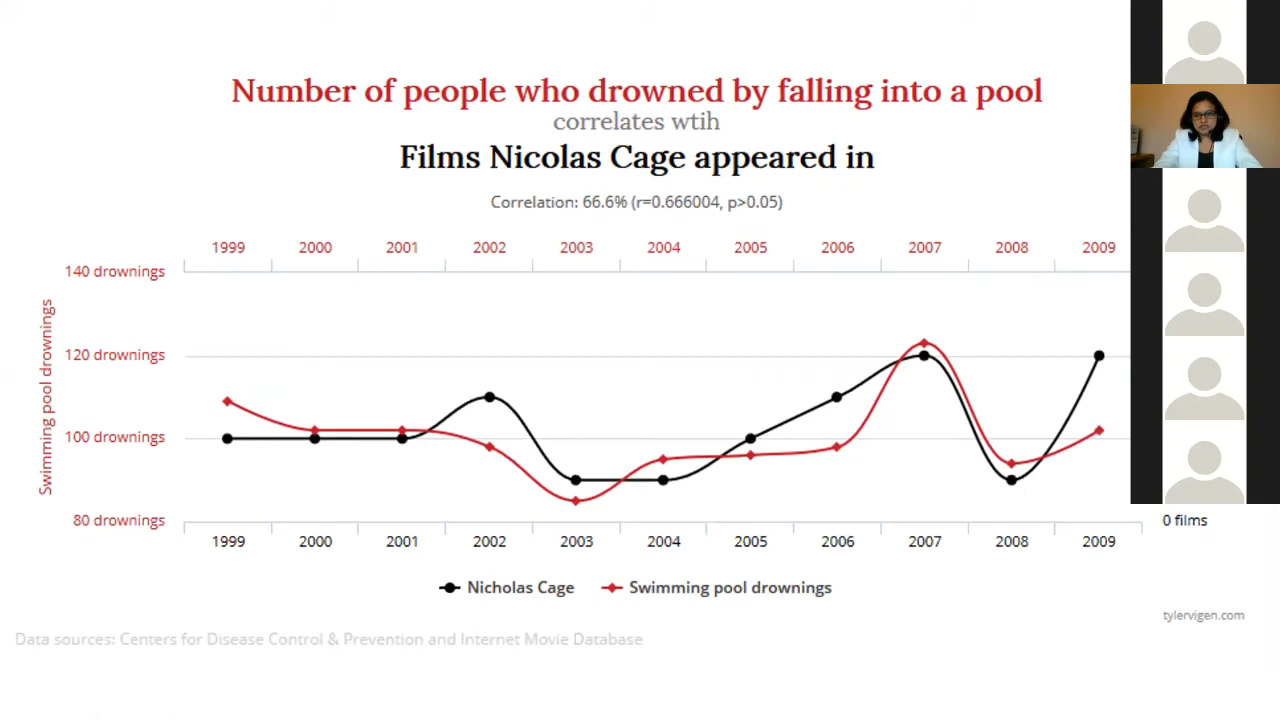 Number of people who drowned by falling into a pool
correlates wtih
Films Nicolas Cage appeared in
Correlation: 66.6% (r=0.666004, p>0.05)
1999 2000 2001 2002 2003 2004 2005 2006 2007 2008 2009
140 drownings
120 drownings
100 drownings
80 drownings
Swimming pool drownings
0 films
1999 2000 2001 2002 2003 2004 2005 2006 2007 2008 2009
Nicholas Cage Swimming pool drownings
tylervigen.com
Data sources: Centers for Disease Control & Prevention and Internet Movie Database